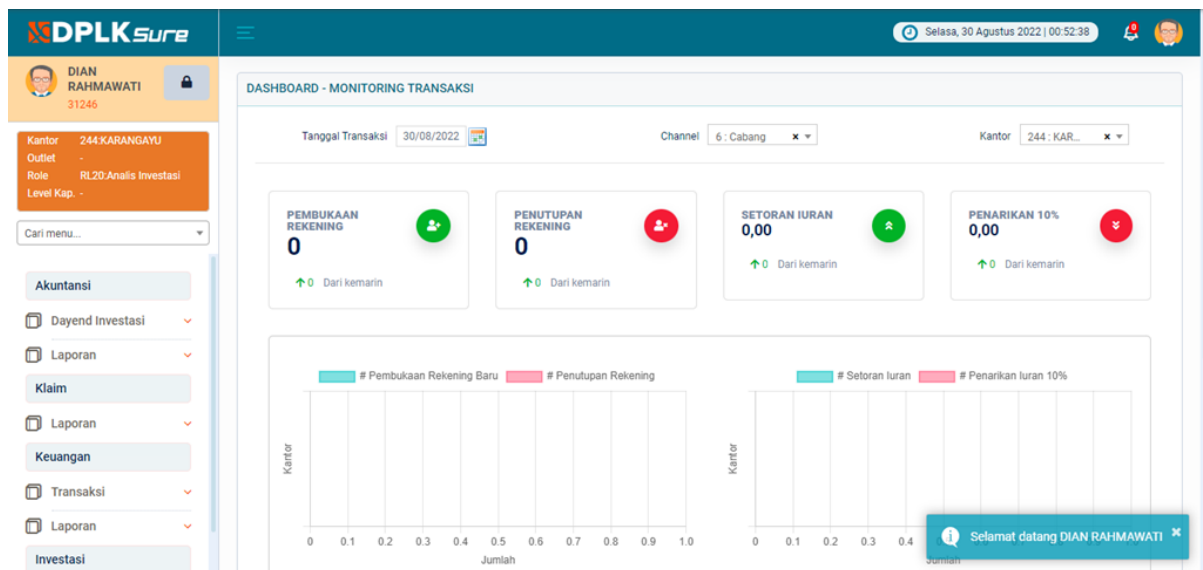 DPLK Sure
Selasa, 30 Agustus 2022 | 00:52:38
DIAN
RAHMAWATI
31246
Kantor 244:KARANGAYU
Outlet -
Role RL20:Analis Investasi
Level Kap. -
Cari menu...
Akuntansi
Dayend Investasi
Laporan
Klaim
Laporan
Keuangan
Transaksi
Laporan
Investasi
DASHBOARD - MONITORING TRANSAKSI
Tanggal Transaksi 30/08/2022
Channel 6 : Cabang x
Kantor 244 : KAR... x
PEMBUKAAN
REKENING
0
0 Dari kemarin
PENUTUPAN
REKENING
0
0 Dari kemarin
SETORAN IURAN
0,00
0 Dari kemarin
PENARIKAN 10%
0,00
0 Dari kemarin
# Pembukaan Rekening Baru # Penutupan Rekening
Kantor
0 0.1 0.2 0.3 0.4 0.5 0.6 0.7 0.8 0.9 1.0
Jumlah
# Setoran Iuran # Penarikan Iuran 10%
Kantor
0 0.1 0.2 0.3 0.4
Jumlah
Selamat datang DIAN RAHMAWATI ×